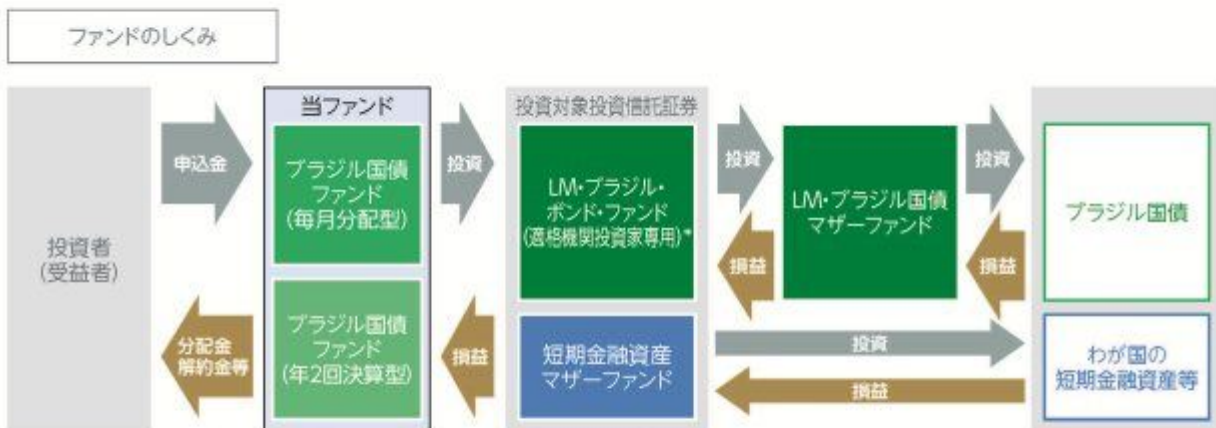 ファンドのしくみ
投資者
(受益者)
申込金
分配金
解約金等
当ファンド
ブラジル国債
ファンド
(毎月分配型)
ブラジル国債
ファンド
(年2回決算型)
投資
損益
投資対象投資信託証券
LM・ブラジル・
ボンド・ファンド
(適格機関投資家専用)*
短期金融資産
マザーファンド
投資
損益
LM・ブラジル国債
マザーファンド
投資
損益
投資
損益
ブラジル国債
わが国の
短期金融資産等